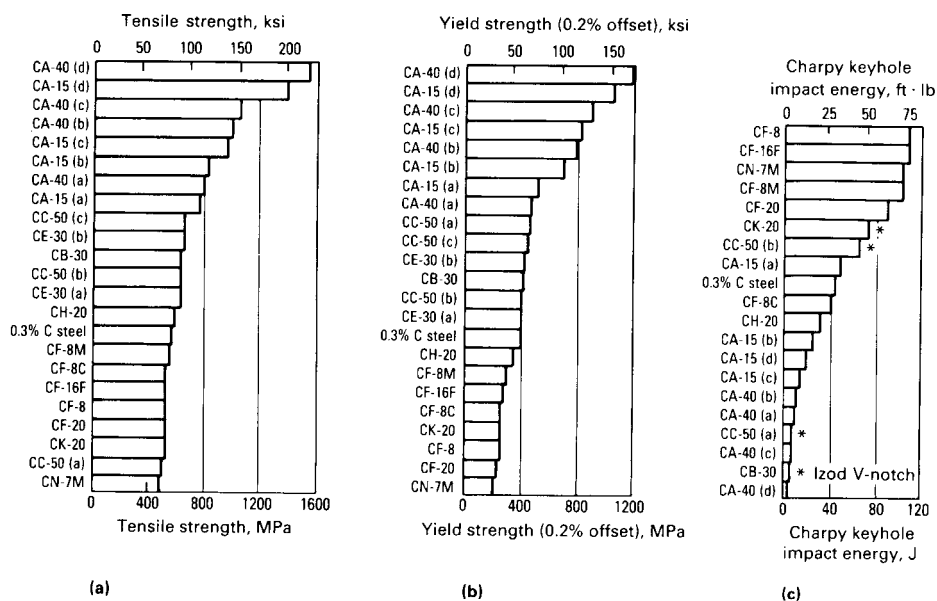 Tensile strength, ksi
0 50 100 150 200
CA-40 (d)
CA-15 (d)
CA-40 (c)
CA-40 (b)
CA-15 (c)
CA-15 (b)
CA-40 (a)
CA-15 (a)
CC-50 (c)
CE-30 (b)
CB-30
CC-50 (b)
CE-30 (a)
CH-20
0.3% C steel
CF-8M
CF-8C
CF-16F
CF-8
CF-20
CK-20
CC-50 (a)
CN-7M
0 400 800 1200 1600
Tensile strength, MPa
(a)
Yield strength (0.2% offset), ksi
0 50 100 150
CA-40 (d)
CA-15 (d)
CA-40 (c)
CA-15 (c)
CA-40 (b)
CA-15 (b)
CA-15 (a)
CA-40 (a)
CC-50 (a)
CC-50 (c)
CE-30 (b)
CB-30
CC-50 (b)
CE-30 (a)
0.3% C steel
CH-20
CF-8M
CF-16F
CF-8C
CK-20
CF-8
CF-20
CN-7M
0 400 800 1200
Yield strength (0.2% offset), MPa
(b)
Charpy keyhole
impact energy, ft · lb
0 25 50 75
CF-8
CF-16F
CN-7M
CF-8M
CF-20
CK-20 *
CC-50 (b) *
CA-15 (a)
0.3% C steel
CF-8C
CH-20
CA-15 (b)
CA-15 (d)
CA-15 (c)
CA-40 (b)
CA-40 (a)
CC-50 (a) *
CA-40 (c)
CB-30 * Izod V-notch
CA-40 (d)
0 40 80 120
Charpy keyhole
impact energy, J
(c)